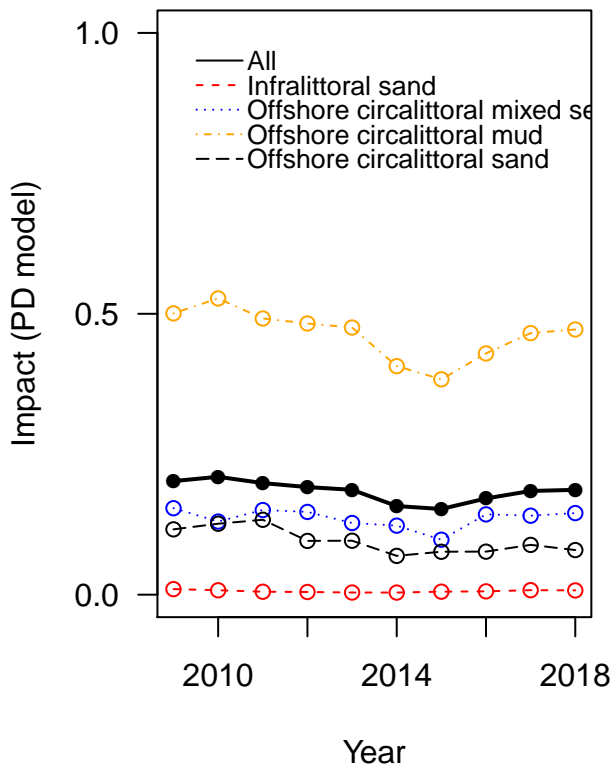 1.0
All
Infralittoral sand
Offshore circalittoral mixed se
Offshore circalittoral mud
Offshore circalittoral sand
Impact (PD model)
0.5
0.0
2010 2014 2018
Year